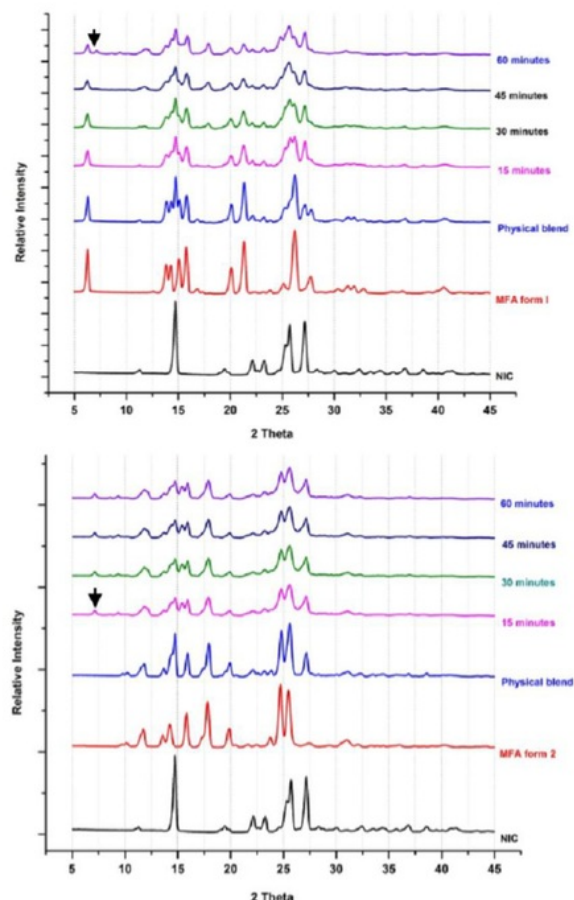 60 minutes
45 minutes
30 minutes
15 minutes
Physical blend
MFA form I
NIC
Relative Intensity
5 10 15 20 25 30 35 40 45
2 Theta
60 minutes
45 minutes
30 minutes
15 minutes
Physical blend
MFA form 2
NIC
Relative Intensity
5 10 15 20 25 30 35 40 45
2 Theta